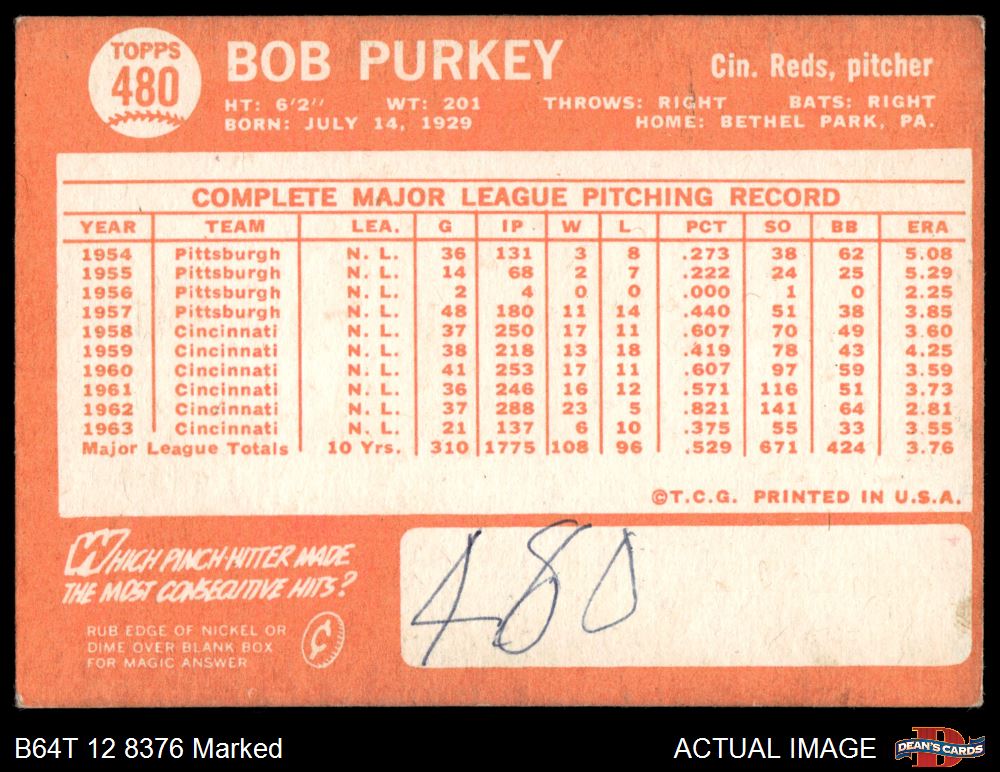 TOPPS
480
BOB PURKEY
Cin. Reds, pitcher
HT: 6'2" WT: 201 THROWS: RIGHT BATS: RIGHT
BORN: JULY 14, 1929 HOME: BETHEL PARK, PA.
COMPLETE MAJOR LEAGUE PITCHING RECORD
YEAR TEAM LEA. G IP W L PCT SO BB ERA
1954 Pittsburgh N. L. 36 131 3 8 .273 38 62 5.08
1955 Pittsburgh N. L. 14 68 2 7 .222 24 25 5.29
1956 Pittsburgh N. L. 2 4 0 0 .000 1 0 2.25
1957 Pittsburgh N. L. 48 180 11 14 .440 51 38 3.85
1958 Cincinnati N. L. 37 250 17 11 .607 70 49 3.60
1959 Cincinnati N. L. 38 218 13 18 .419 78 43 4.25
1960 Cincinnati N. L. 41 253 17 11 .607 97 59 3.59
1961 Cincinnati N. L. 36 246 16 12 .571 116 51 3.73
1962 Cincinnati N. L. 37 288 23 5 .821 141 64 2.81
1963 Cincinnati N. L. 21 137 6 10 .375 55 33 3.55
Major League Totals 10 Yrs. 310 1775 108 96 .529 671 424 3.76
©T.C.G. PRINTED IN U.S.A.
WHICH PINCH-HITTER MADE
THE MOST CONSECUTIVE HITS?
RUB EDGE OF NICKEL OR
DIME OVER BLANK BOX
FOR MAGIC ANSWER
480
B64T 12 8376 Marked
ACTUAL IMAGE
DEAN'S CARDS